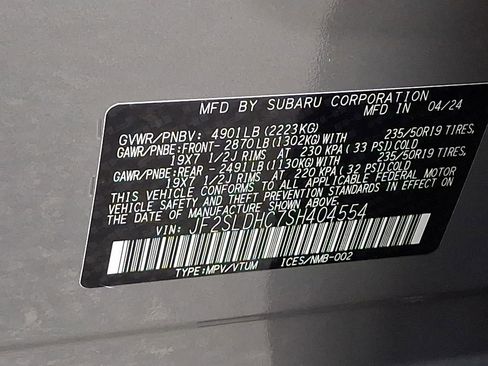 MFD BY SUBARU CORPORATION
MFD IN 04/24
GVWR/PNBV: 4901LB(2223KG)
GAWR/PNBE:FRONT- 2870LB(1302KG)WITH 235/50R19 TIRES,
19X7 1/2J RIMS AT 230 KPA(33 PSI)COLD
GAWR/PNBE:REAR - 2491LB(1130KG)WITH 235/50R19 TIRES,
19X7 1/2J RIMS AT 220 KPA(32 PSI)COLD
THIS VEHICLE CONFORMS TO ALL APPLICABLE FEDERAL MOTOR
VEHICLE SAFETY AND THEFT PREVENTION STANDARDS IN EFFECT ON
THE DATE OF MANUFACTURE SHOWN ABOVE.
VIN: JF2SLDHC7SH404554
TYPE:MPV/VTUM ICES/NMB-002